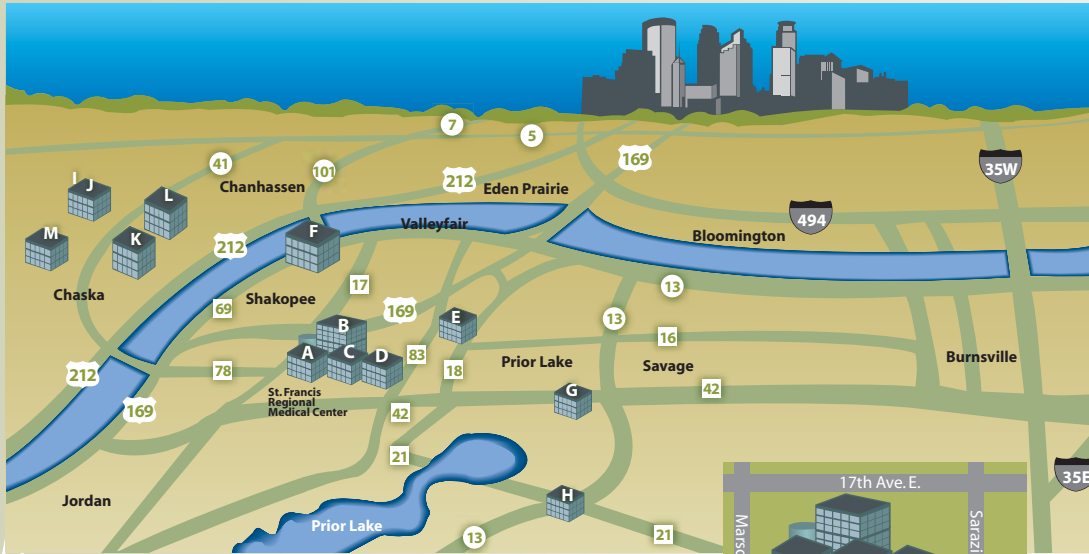 7
5
169
41
101
35W
212
Chanhassen
Eden Prairie
I
J
L
494
Valleyfair
F
M
K
212
Bloomington
17
13
Chaska
Shakopee
69
169
13
E
B
16
A
C
D
83
Prior Lake
Savage
Burnsville
212
78
18
G
42
St. Francis
Regional
Medical Center
169
42
21
35E
17th Ave. E.
Jordan
H
Prior Lake
13
21